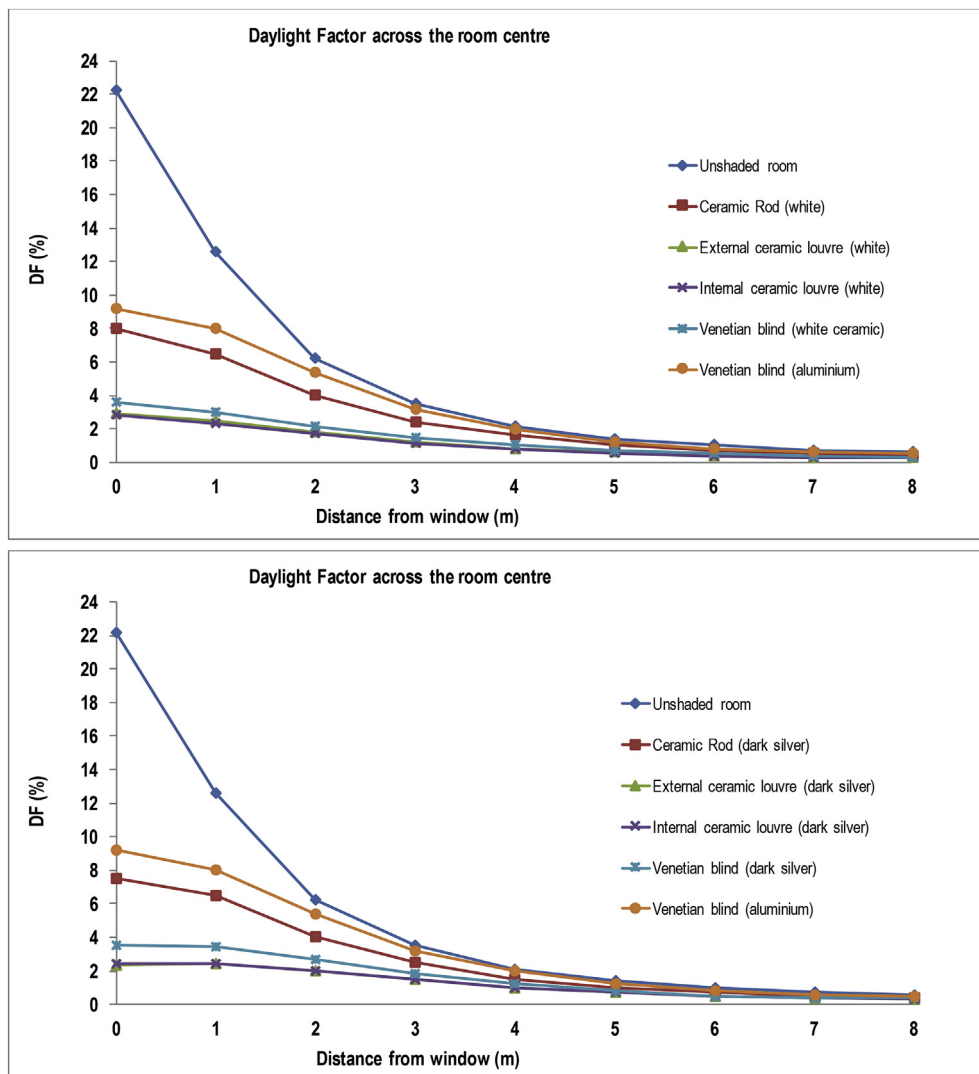 Daylight Factor across the room centre
24
22
20
18
16
14
12
10
8
6
4
2
0
DF (%)
Unshaded room
Ceramic Rod (white)
External ceramic louvre (white)
Internal ceramic louvre (white)
Venetian blind (white ceramic)
Venetian blind (aluminium)
0 1 2 3 4 5 6 7 8
Distance from window (m)
Daylight Factor across the room centre
24
22
20
18
16
14
12
10
8
6
4
2
0
DF (%)
Unshaded room
Ceramic Rod (dark silver)
External ceramic louvre (dark silver)
Internal ceramic louvre (dark silver)
Venetian blind (dark silver)
Venetian blind (aluminium)
0 1 2 3 4 5 6 7 8
Distance from window (m)